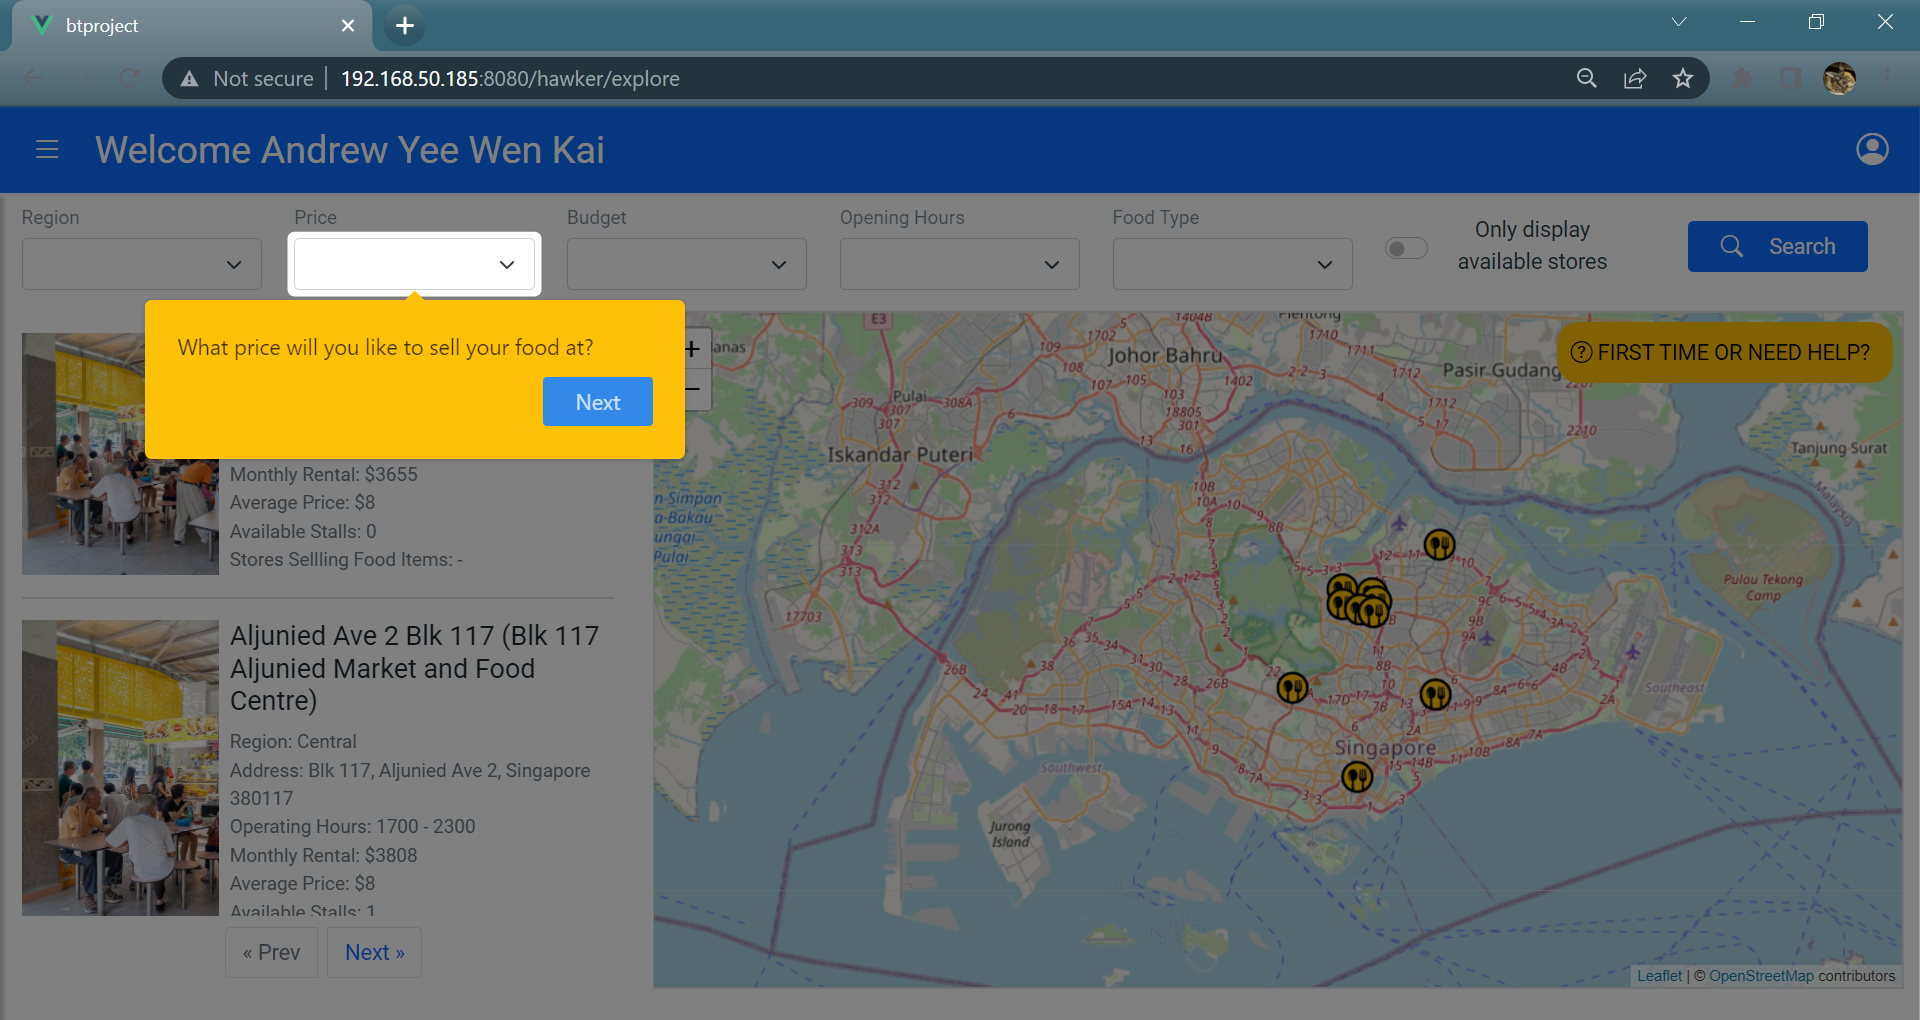 btproject
Not secure
192.168.50.185:8080/hawker/explore
Welcome Andrew Yee Wen Kai
Region
Price
Budget
Opening Hours
Food Type
Only display
available stores
Search
What price will you like to sell your food at?
Next
Monthly Rental: $3655
Average Price: $8
Available Stalls: 0
Stores Sellling Food Items: -
Aljunied Ave 2 Blk 117 (Blk 117
Aljunied Market and Food
Centre)
Region: Central
Address: Blk 117, Aljunied Ave 2, Singapore
380117
Operating Hours: 1700 - 2300
Monthly Rental: $3808
Average Price: $8
Available Stalls: 1
« Prev
Next »
+
−
FIRST TIME OR NEED HELP?
E3
Plentong
Johor Bahru
Pasir Gudang
Pulai
Iskandar Puteri
Tanjung Surat
Malaysia
Pulau Tekong
Camp
Southeast
Singapore
Southwest
Jurong
Island
Leaflet | © OpenStreetMap contributors